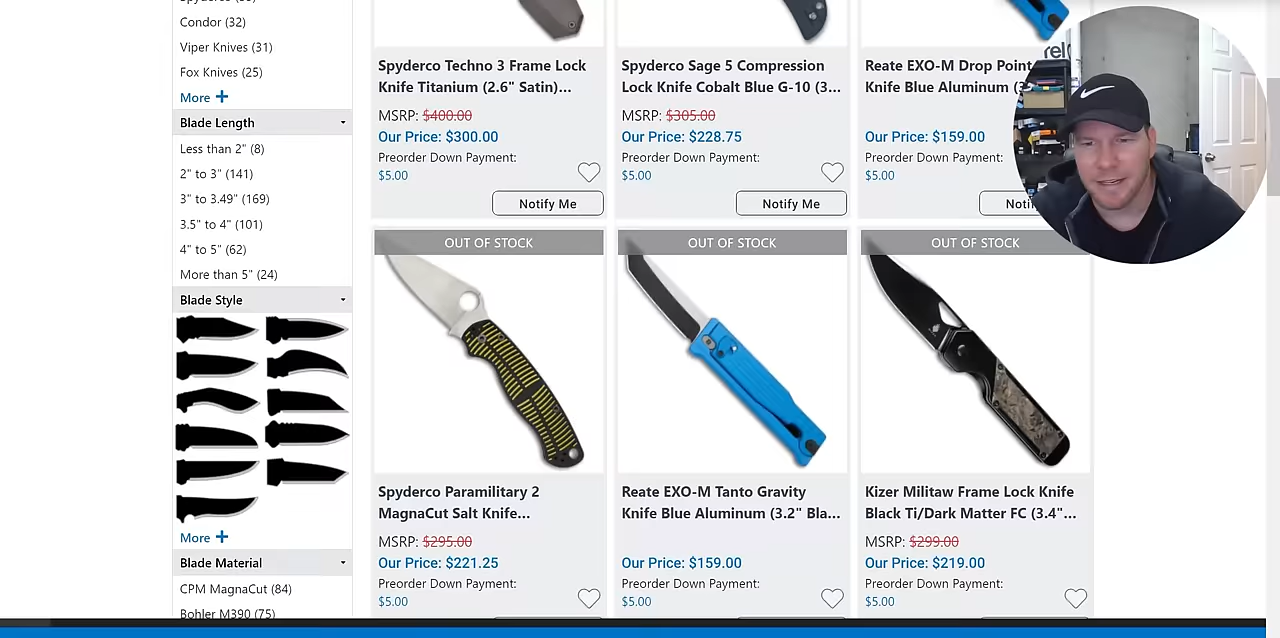 Condor (32)
Viper Knives (31)
Fox Knives (25)
More +
Blade Length
Less than 2" (8)
2" to 3" (141)
3" to 3.49" (169)
3.5" to 4" (101)
4" to 5" (62)
More than 5" (24)
Blade Style
More +
Blade Material
CPM MagnaCut (84)
Bohler M390 (75)
Spyderco Techno 3 Frame Lock
Knife Titanium (2.6" Satin)...
MSRP: $400.00
Our Price: $300.00
Preorder Down Payment:
$5.00
Notify Me
Spyderco Sage 5 Compression
Lock Knife Cobalt Blue G-10 (3...
MSRP: $305.00
Our Price: $228.75
Preorder Down Payment:
$5.00
Notify Me
Reate EXO-M Drop Point
Knife Blue Aluminum (3
Our Price: $159.00
Preorder Down Payment:
$5.00
Noti
OUT OF STOCK
Spyderco Paramilitary 2
MagnaCut Salt Knife...
MSRP: $295.00
Our Price: $221.25
Preorder Down Payment:
$5.00
OUT OF STOCK
Reate EXO-M Tanto Gravity
Knife Blue Aluminum (3.2" Bla...
Our Price: $159.00
Preorder Down Payment:
$5.00
OUT OF STOCK
Kizer Militaw Frame Lock Knife
Black Ti/Dark Matter FC (3.4"...
MSRP: $299.00
Our Price: $219.00
Preorder Down Payment:
$5.00